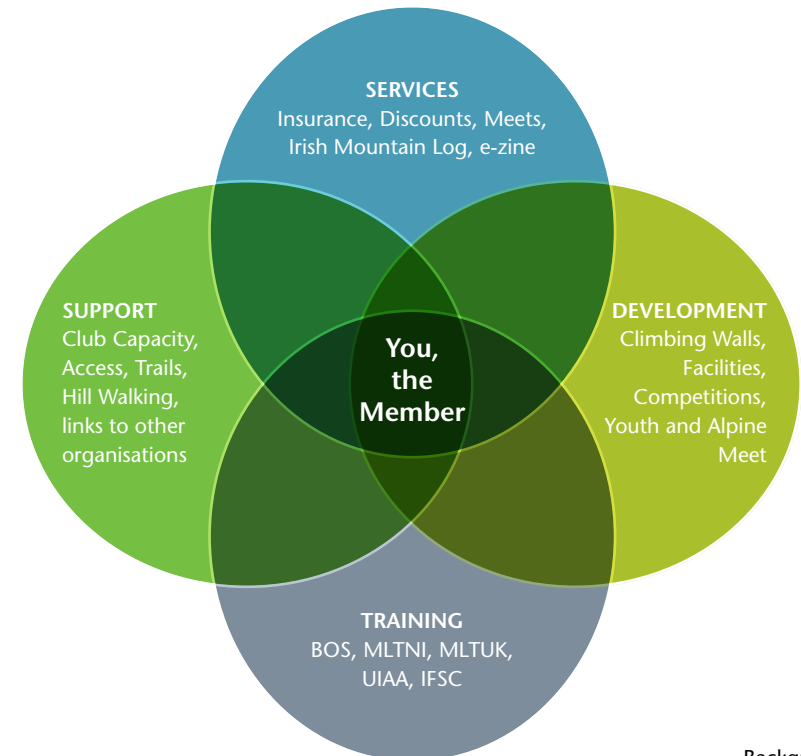 SERVICES
Insurance, Discounts, Meets,
Irish Mountain Log, e-zine
SUPPORT
Club Capacity,
Access, Trails,
Hill Walking,
links to other
organisations
You,
the
Member
DEVELOPMENT
Climbing Walls,
Facilities,
Competitions,
Youth and Alpine
Meet
TRAINING
BOS, MLTNI, MLTUK,
UIAA, IFSC